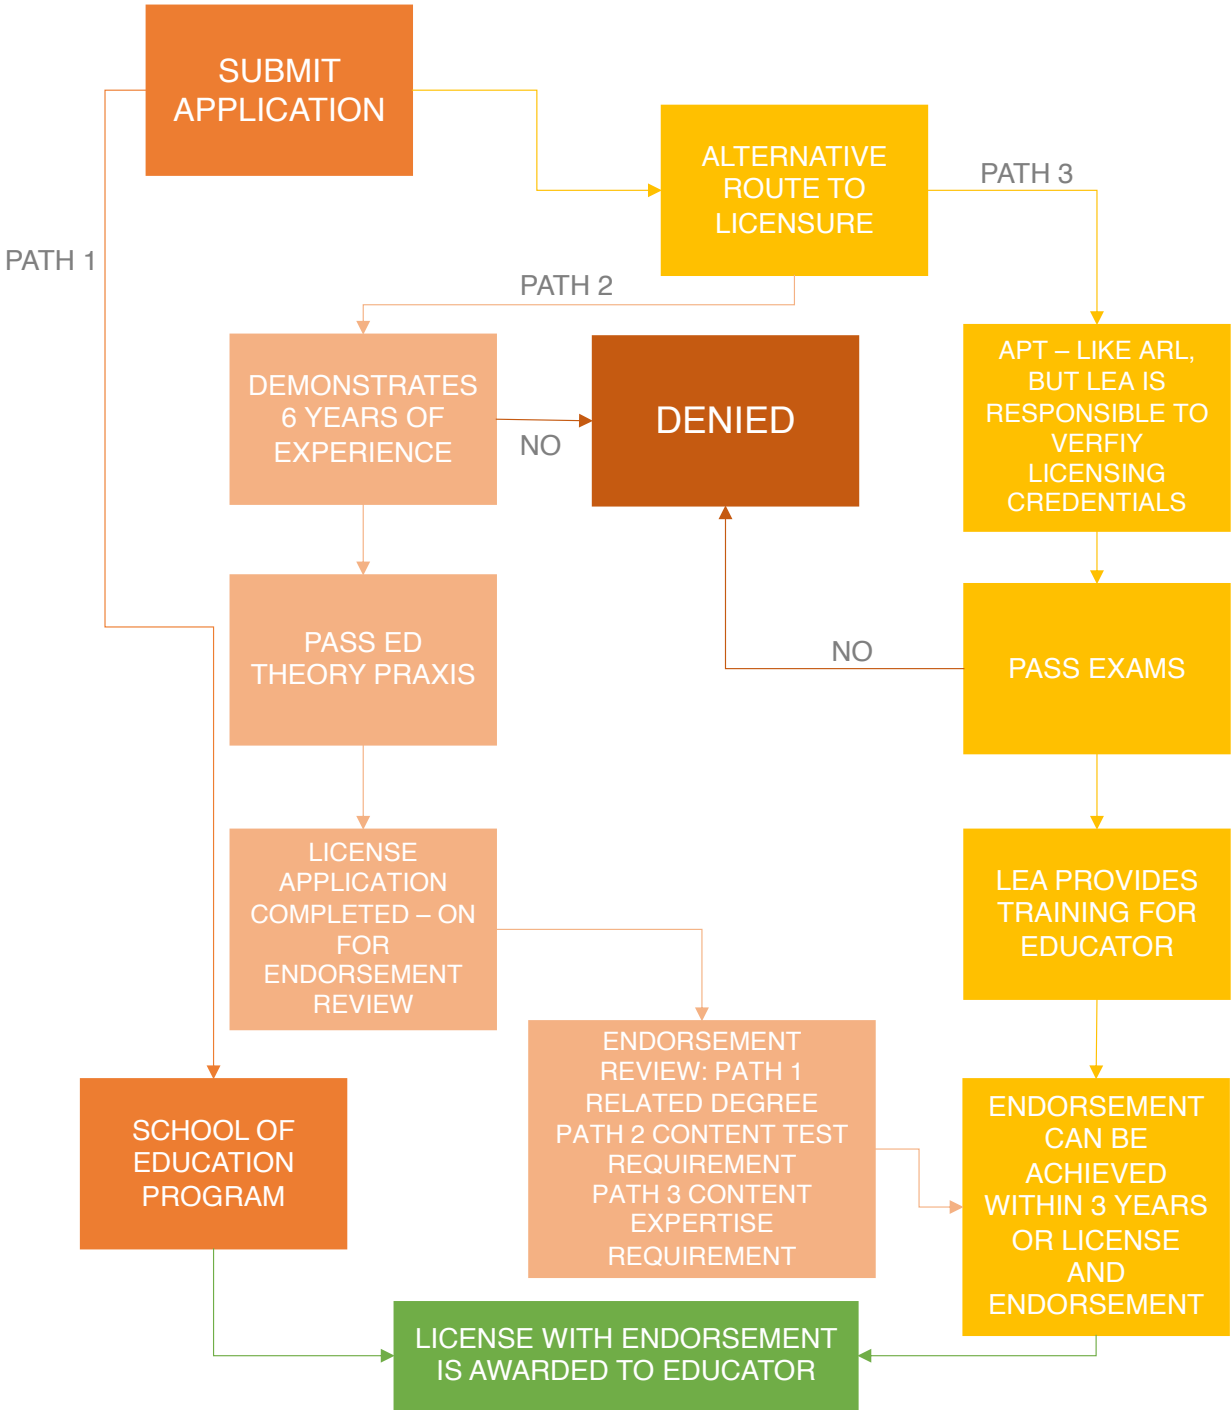 SUBMIT
APPLICATION
ALTERNATIVE
ROUTE TO
LICENSURE
PATH 3
PATH 1
PATH 2
DEMONSTRATES
6 YEARS OF
EXPERIENCE
NO
DENIED
APT – LIKE ARL,
BUT LEA IS
RESPONSIBLE TO
VERFIY
LICENSING
CREDENTIALS
PASS ED
THEORY PRAXIS
NO
PASS EXAMS
LICENSE
APPLICATION
COMPLETED – ON
FOR
ENDORSEMENT
REVIEW
LEA PROVIDES
TRAINING FOR
EDUCATOR
SCHOOL OF
EDUCATION
PROGRAM
ENDORSEMENT
REVIEW: PATH 1
RELATED DEGREE
PATH 2 CONTENT TEST
REQUIREMENT
PATH 3 CONTENT
EXPERTISE
REQUIREMENT
ENDORSEMENT
CAN BE
ACHIEVED
WITHIN 3 YEARS
OR LICENSE
AND
ENDORSEMENT
LICENSE WITH ENDORSEMENT
IS AWARDED TO EDUCATOR